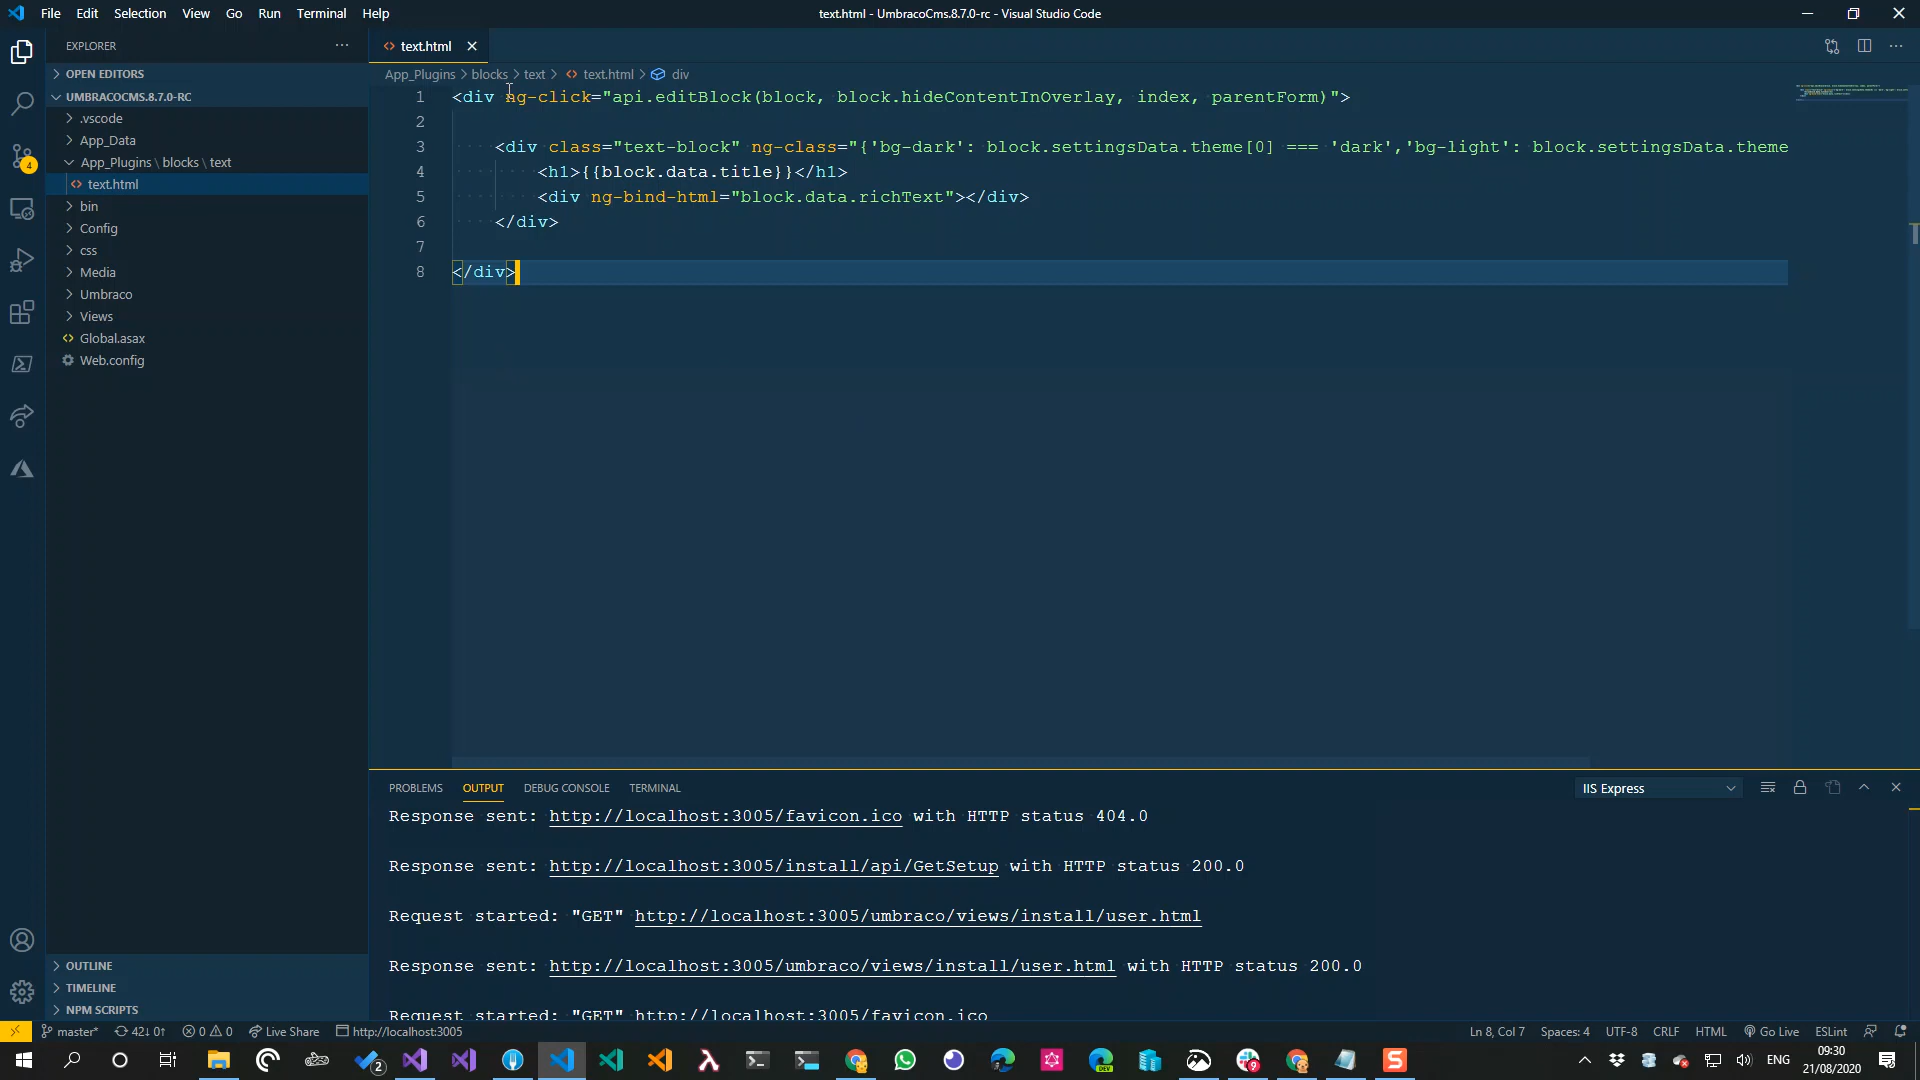 File Edit Selection View Go Run Terminal Help
text.html - UmbracoCms.8.7.0-rc - Visual Studio Code
EXPLORER
OPEN EDITORS
UMBRACOCMS.8.7.0-RC
.vscode
App_Data
App_Plugins \ blocks \ text
text.html
bin
Config
css
Media
Umbraco
Views
Global.asax
Web.config
OUTLINE
TIMELINE
NPM SCRIPTS
4
text.html
App_Plugins > blocks > text > text.html > div
1 <div ng-click="api.editBlock(block, block.hideContentInOverlay, index, parentForm)">
2
3 <div class="text-block" ng-class="{'bg-dark': block.settingsData.theme[0] === 'dark','bg-light': block.settingsData.theme
4 <h1>{{block.data.title}}</h1>
5 <div ng-bind-html="block.data.richText"></div>
6 </div>
7
8 </div>
PROBLEMS OUTPUT DEBUG CONSOLE TERMINAL
IIS Express
Response sent: http://localhost:3005/favicon.ico with HTTP status 404.0
Response sent: http://localhost:3005/install/api/GetSetup with HTTP status 200.0
Request started: "GET" http://localhost:3005/umbraco/views/install/user.html
Response sent: http://localhost:3005/umbraco/views/install/user.html with HTTP status 200.0
Request started: "GET" http://localhost:3005/favicon.ico
master* 42↓ 0↑ 0 0 Live Share http://localhost:3005
Ln 8, Col 7 Spaces: 4 UTF-8 CRLF HTML Go Live ESLint
2
DEV
9
S
ENG
09:30
21/08/2020